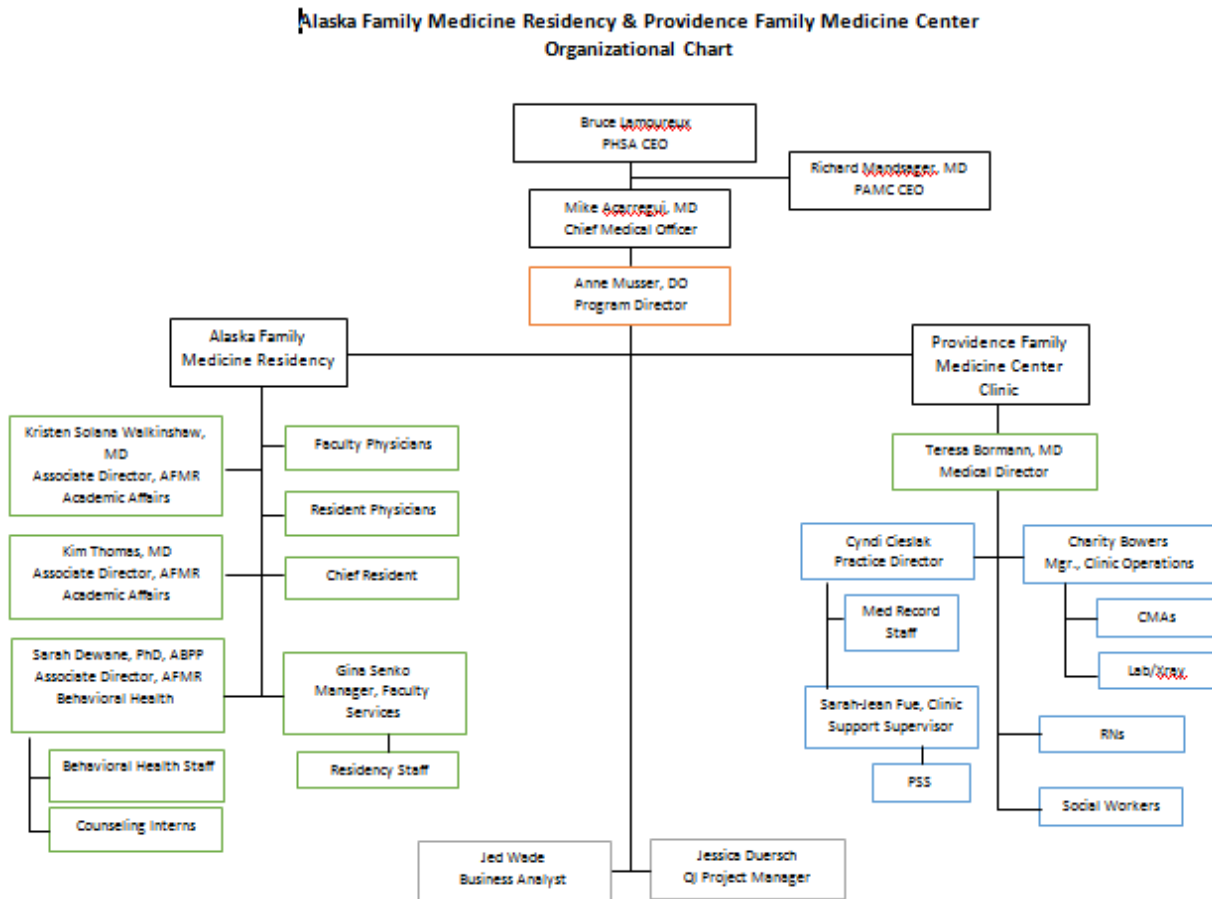 Alaska Family Medicine Residency & Providence Family Medicine Center
Organizational Chart
Bruce Lamoureux
PHSA CEO
Richard Mandsager, MD
PAMC CEO
Mike Acarregui, MD
Chief Medical Officer
Anne Musser, DO
Program Director
Alaska Family
Medicine Residency
Providence Family
Medicine Center
Clinic
Kristen Solana Walkinshaw,
MD
Associate Director, AFMR
Academic Affairs
Faculty Physicians
Resident Physicians
Kim Thomas, MD
Associate Director, AFMR
Academic Affairs
Chief Resident
Sarah Dewane, PhD, ABPP
Associate Director, AFMR
Behavioral Health
Gina Senko
Manager, Faculty
Services
Behavioral Health Staff
Counseling Interns
Residency Staff
Teresa Bormann, MD
Medical Director
Cyndi Cieslak
Practice Director
Charity Bowers
Mgr., Clinic Operations
Med Record
Staff
CMAs
Lab/Xray
Sarah-Jean Fue, Clinic
Support Supervisor
PSS
RNs
Social Workers
Jed Wade
Business Analyst
Jessica Duersch
QI Project Manager